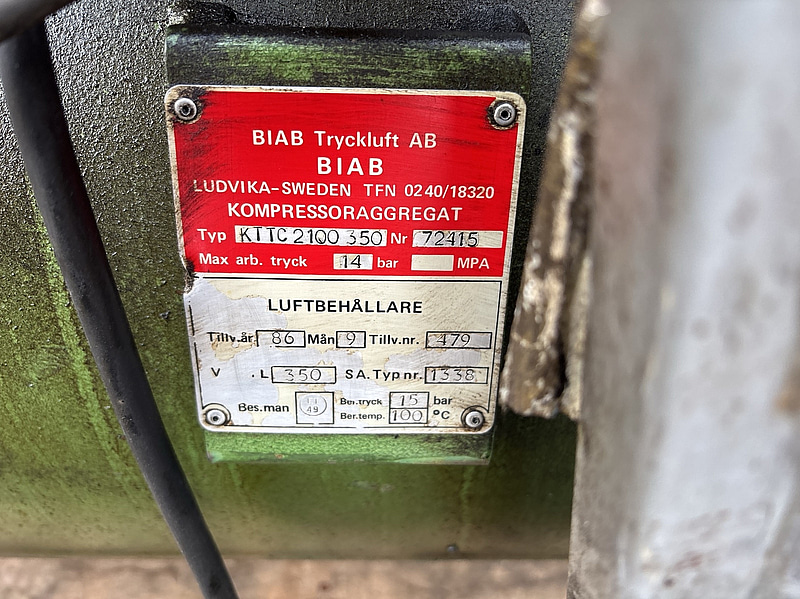 BIAB Tryckluft AB
BIAB
LUDVIKA-SWEDEN TFN 0240/18320
KOMPRESSORAGGREGAT
Typ KTTC 2100 350 Nr 72415
Max arb. tryck 14 bar MPA
LUFTBEHÅLLARE
Tillv.år 86 Mån 9 Tillv.nr. 479
V . L 350 S.A. Typ nr. 1338
Bes.man 49 Ber.tryck 15 bar
Ber.temp. 100 °C